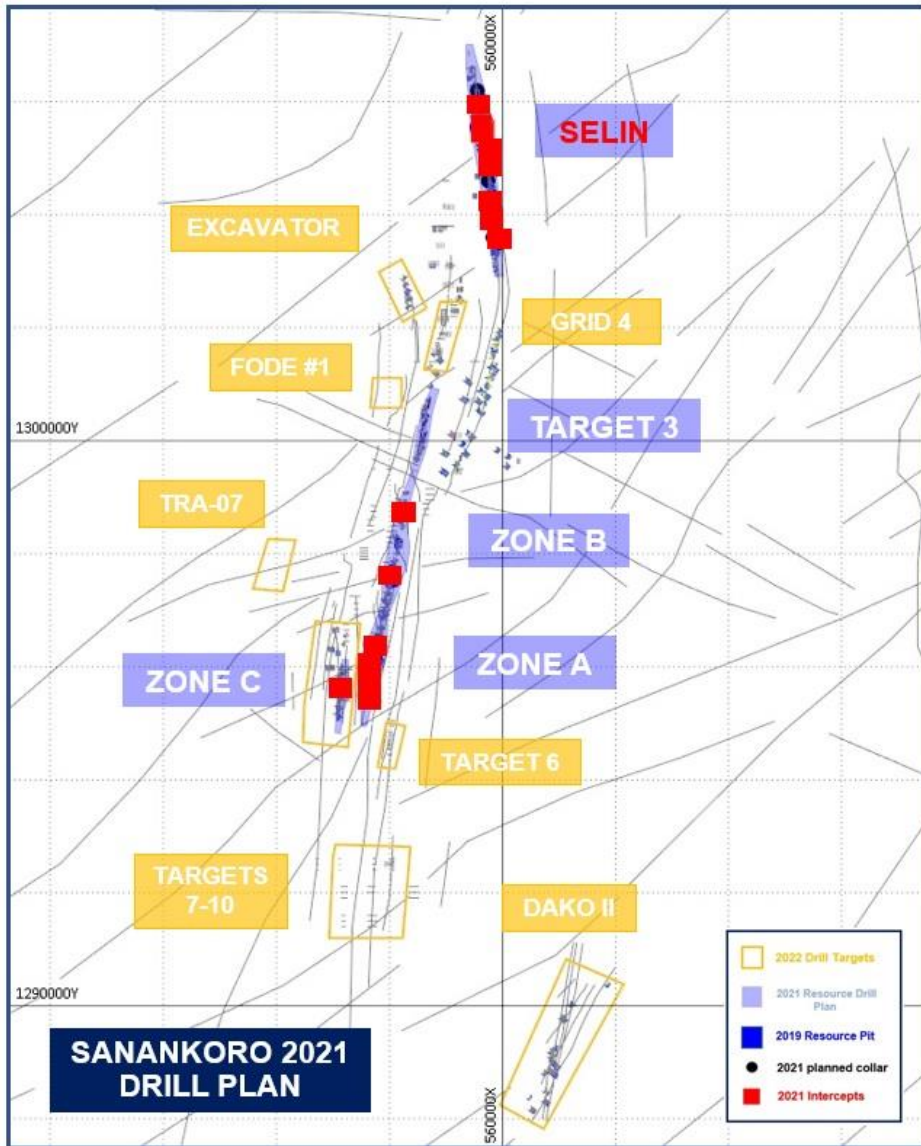 560000X
SELIN
EXCAVATOR
GRID 4
FODE #1
TARGET 3
1300000Y
TRA-07
ZONE B
ZONE A
ZONE C
TARGET 6
TARGETS
7-10
DAKO II
2022 Drill Targets
2021 Resource Drill
Plan
2019 Resource Pit
2021 planned collar
2021 Intercepts
1290000Y
SANANKORO 2021
DRILL PLAN
560000X